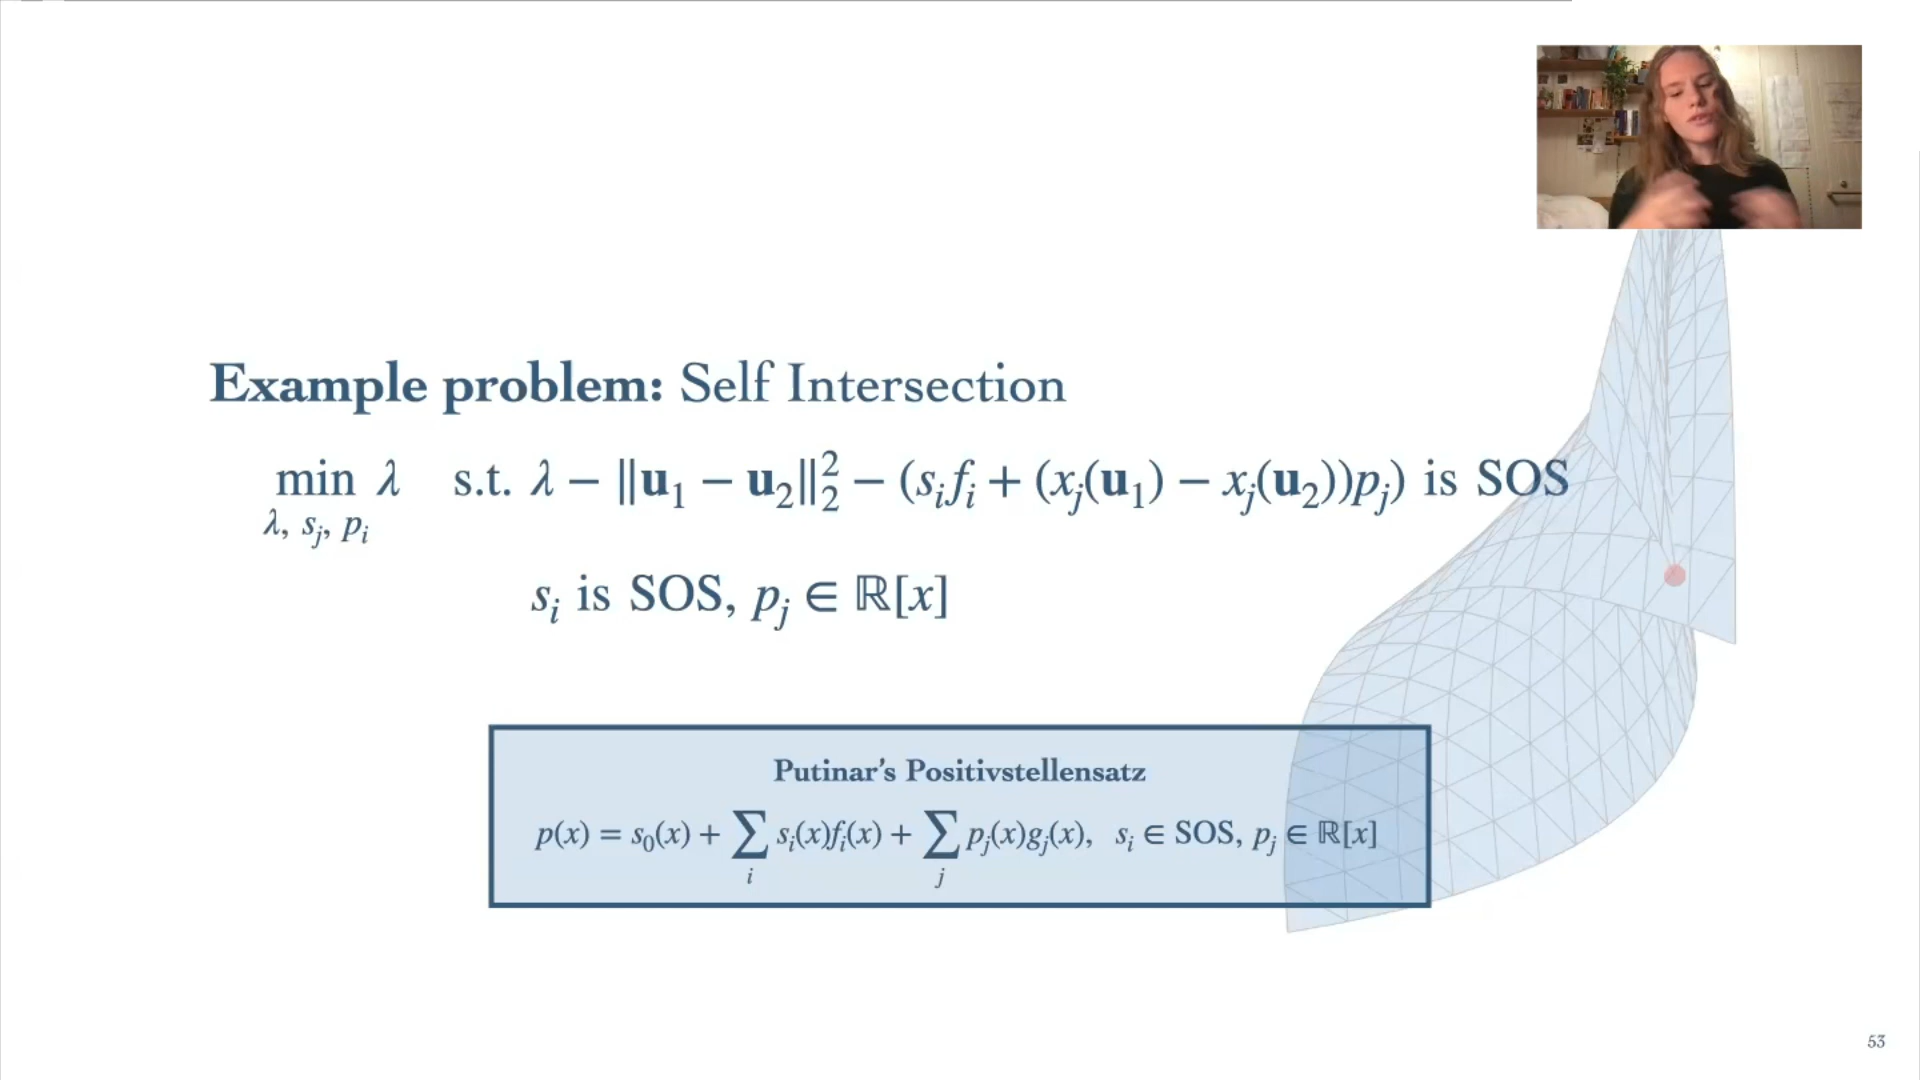 Example problem: Self Intersection
min λ s.t. λ − ‖u₁ − u₂‖₂² − (sᵢfᵢ + (xⱼ(u₁) − xⱼ(u₂))pⱼ) is SOS
λ, sⱼ, pᵢ
sᵢ is SOS, pⱼ ∈ ℝ[x]
Putinar’s Positivstellensatz
p(x) = s₀(x) + ∑ sᵢ(x)fᵢ(x) + ∑ pⱼ(x)gⱼ(x), sᵢ ∈ SOS, pⱼ ∈ ℝ[x]
i j
53